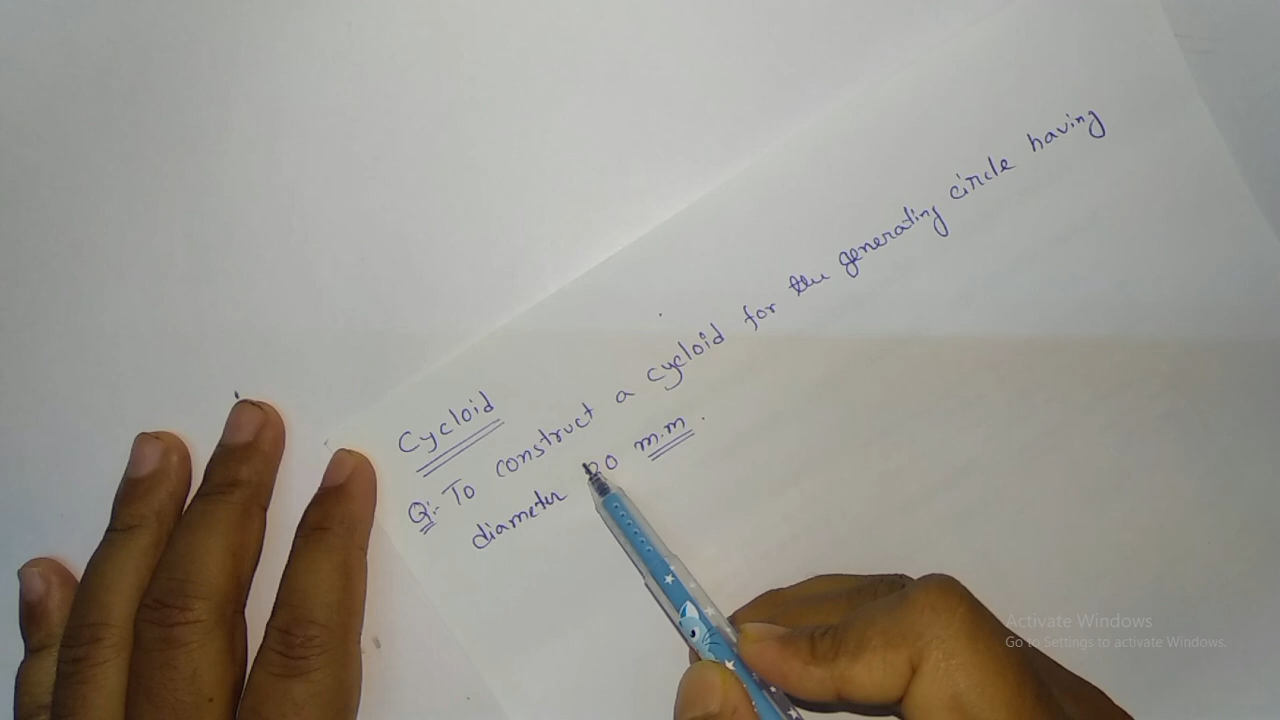 Cycloid
Q:- To construct a cycloid for the generating circle having
diameter m.m.
Activate Windows
Go to Settings to activate Windows.